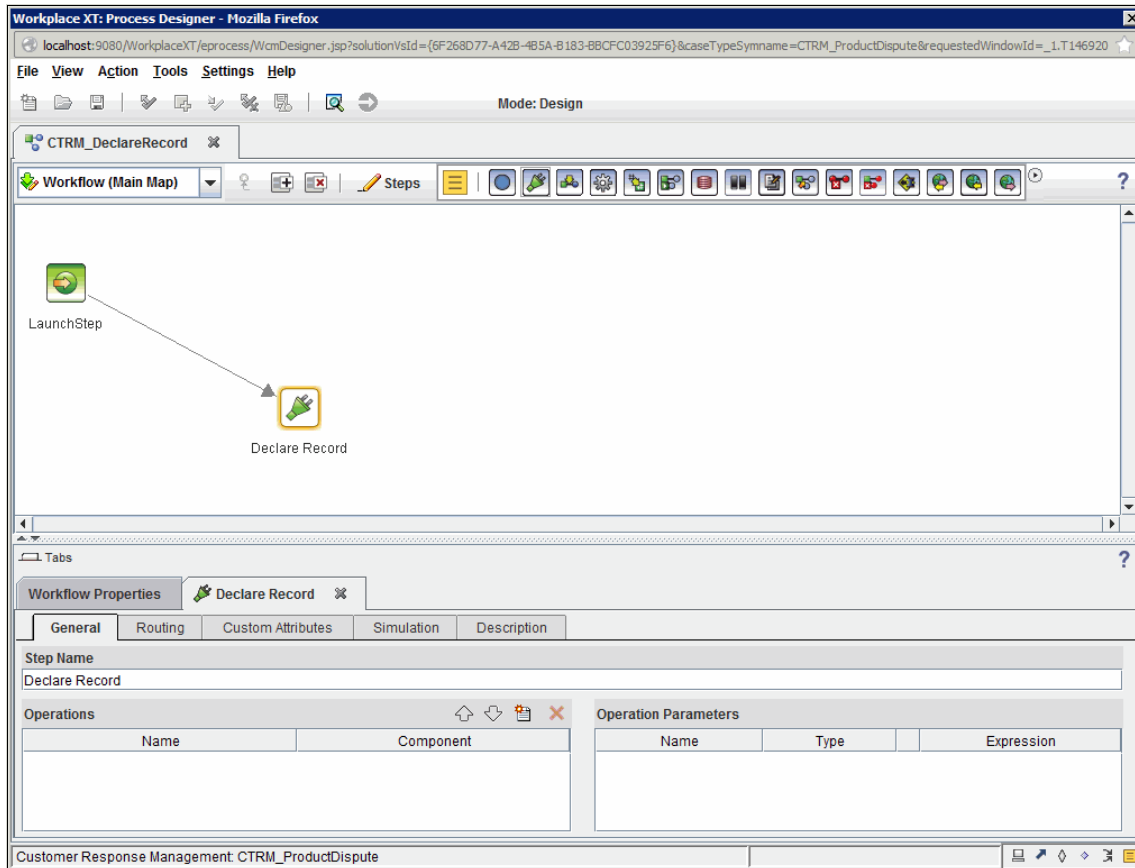 Workplace XT: Process Designer - Mozilla Firefox
localhost:9080/WorkplaceXT/eprocess/WcmDesigner.jsp?solutionVsId={6F268D77-A42B-4B5A-B183-BBCFC03925F6}&caseTypeSymname=CTRM_ProductDispute&requestedWindowId=_1.T146920
File View Action Tools Settings Help
Mode: Design
CTRM_DeclareRecord
Workflow (Main Map) Steps ?
LaunchStep
Declare Record
Tabs ?
Workflow Properties Declare Record
General Routing Custom Attributes Simulation Description
Step Name
Declare Record
Operations Operation Parameters
Name Component Name Type Expression
Customer Response Management: CTRM_ProductDispute